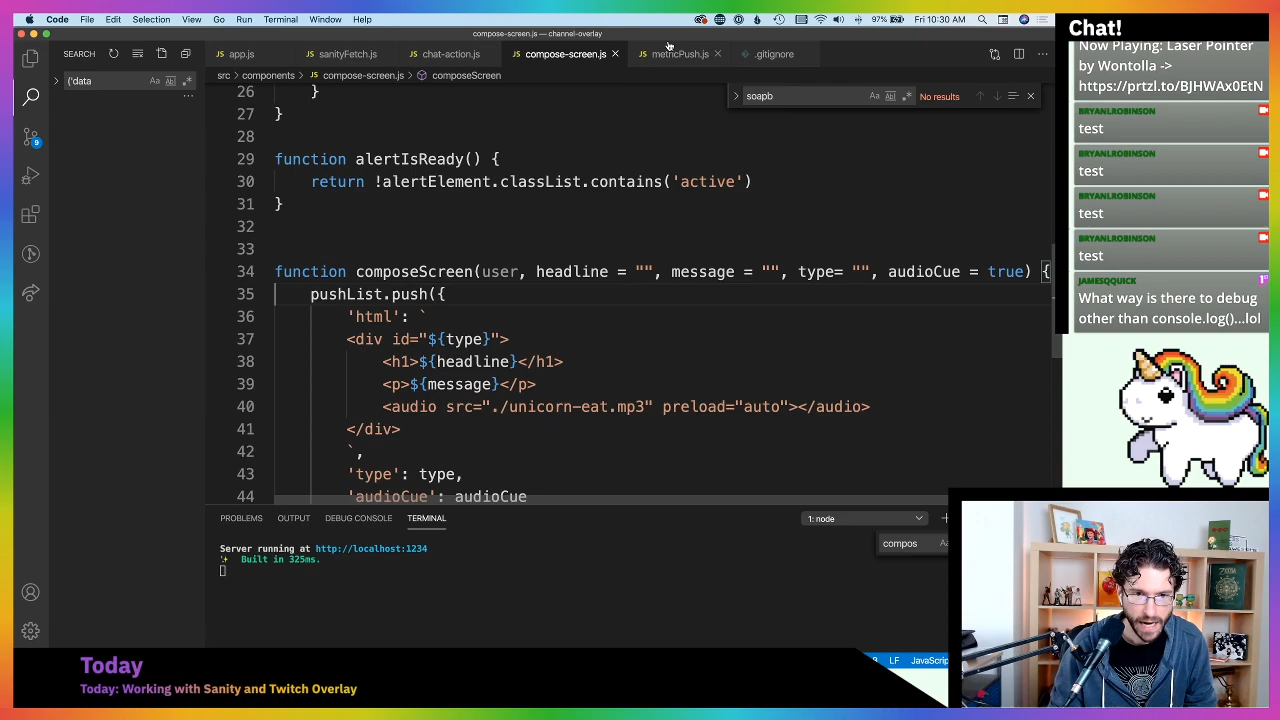 Code File Edit Selection View Go Run Terminal Window Help 97% Fri Oct 9 10:30 AM
compose-screen.js — channel-overlay
SEARCH
app.js sanityFetch.js chat-action.js compose-screen.js metricPush.js .gitignore
('data
src > components > compose-screen.js > composeScreen
soapb
No results
26 }
27 }
28
29 function alertIsReady() {
30 return !alertElement.classList.contains('active')
31 }
32
33
34 function composeScreen(user, headline = "", message = "", type= "", audioCue = true) {
35 pushList.push({
36 'html': `
37 <div id="${type}">
38 <h1>${headline}</h1>
39 <p>${message}</p>
40 <audio src="./unicorn-eat.mp3" preload="auto"></audio>
41 </div>
42 `,
43 'type': type,
44 'audioCue': audioCue
9
PROBLEMS OUTPUT DEBUG CONSOLE TERMINAL
1: node
compos
Server running at http://localhost:1234
Built in 325ms.
LF
Chat!
Now Playing: Laser Pointer
by Wontolla ->
https://prtzl.to/BJHWAx0EtN
BRYANLROBINSON
test
BRYANLROBINSON
test
BRYANLROBINSON
test
BRYANLROBINSON
test
JAMESQQUICK
What way is there to debug
other than console.log()...lol
Today
Today: Working with Sanity and Twitch Overlay